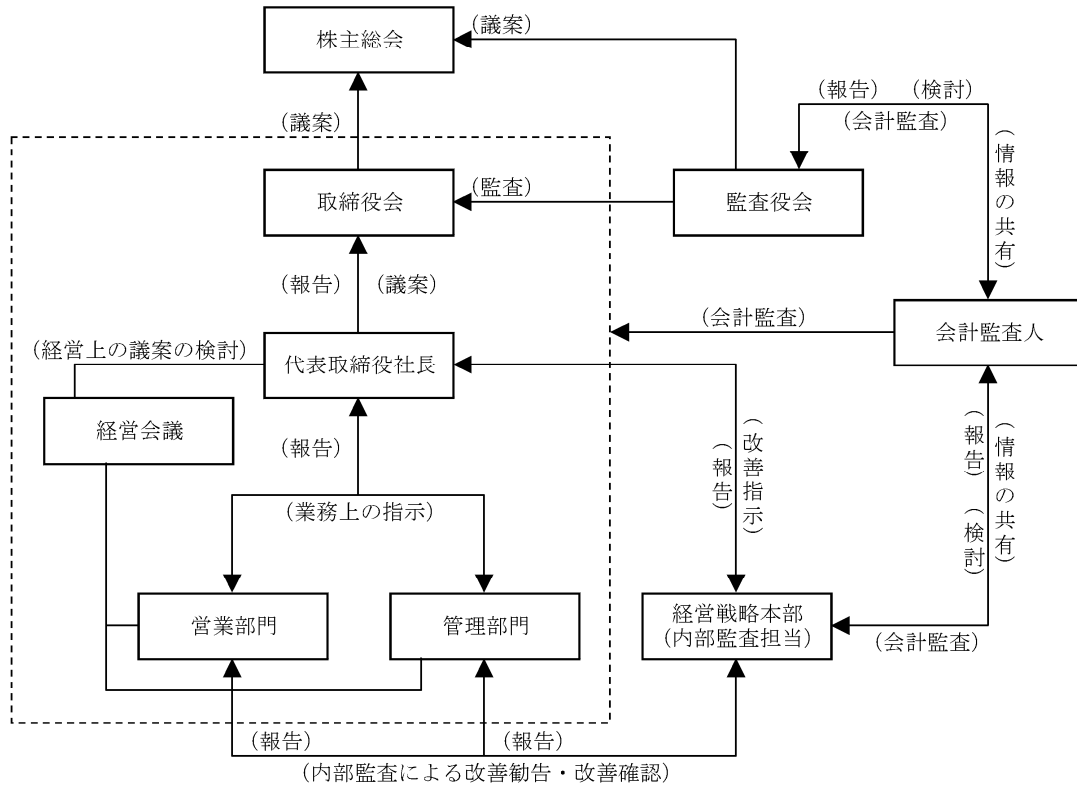 株主総会
(議案)
(報告) (検討)
(会計監査)
(議案)
(情報の共有)
取締役会
(監査)
監査役会
(報告) (議案)
(会計監査)
会計監査人
(経営上の議案の検討)
代表取締役社長
経営会議
(報告)
(改善指示)
(報告)
(情報の共有)
(報告) (検討)
(業務上の指示)
営業部門
管理部門
経営戦略本部
(内部監査担当)
(会計監査)
(報告)
(報告)
(内部監査による改善勧告・改善確認)